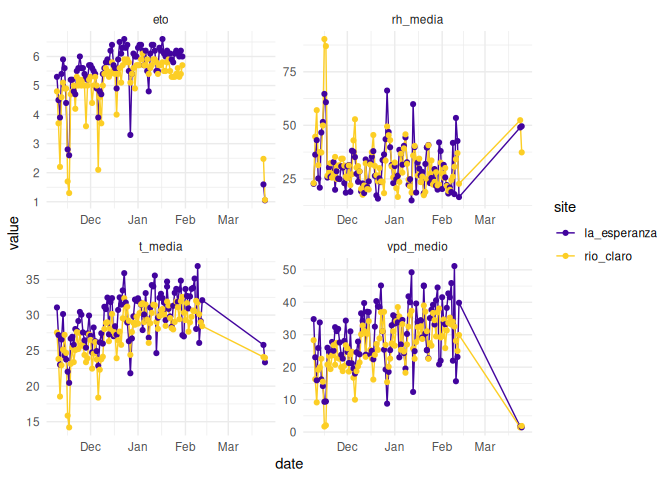 eto
rh_media
6
5
4
3
2
1
75
50
25
Dec Jan Feb Mar
Dec Jan Feb Mar
t_media
vpd_medio
35
30
25
20
15
50
40
30
20
10
0
Dec Jan Feb Mar
Dec Jan Feb Mar
value
date
site
la_esperanza
rio_claro